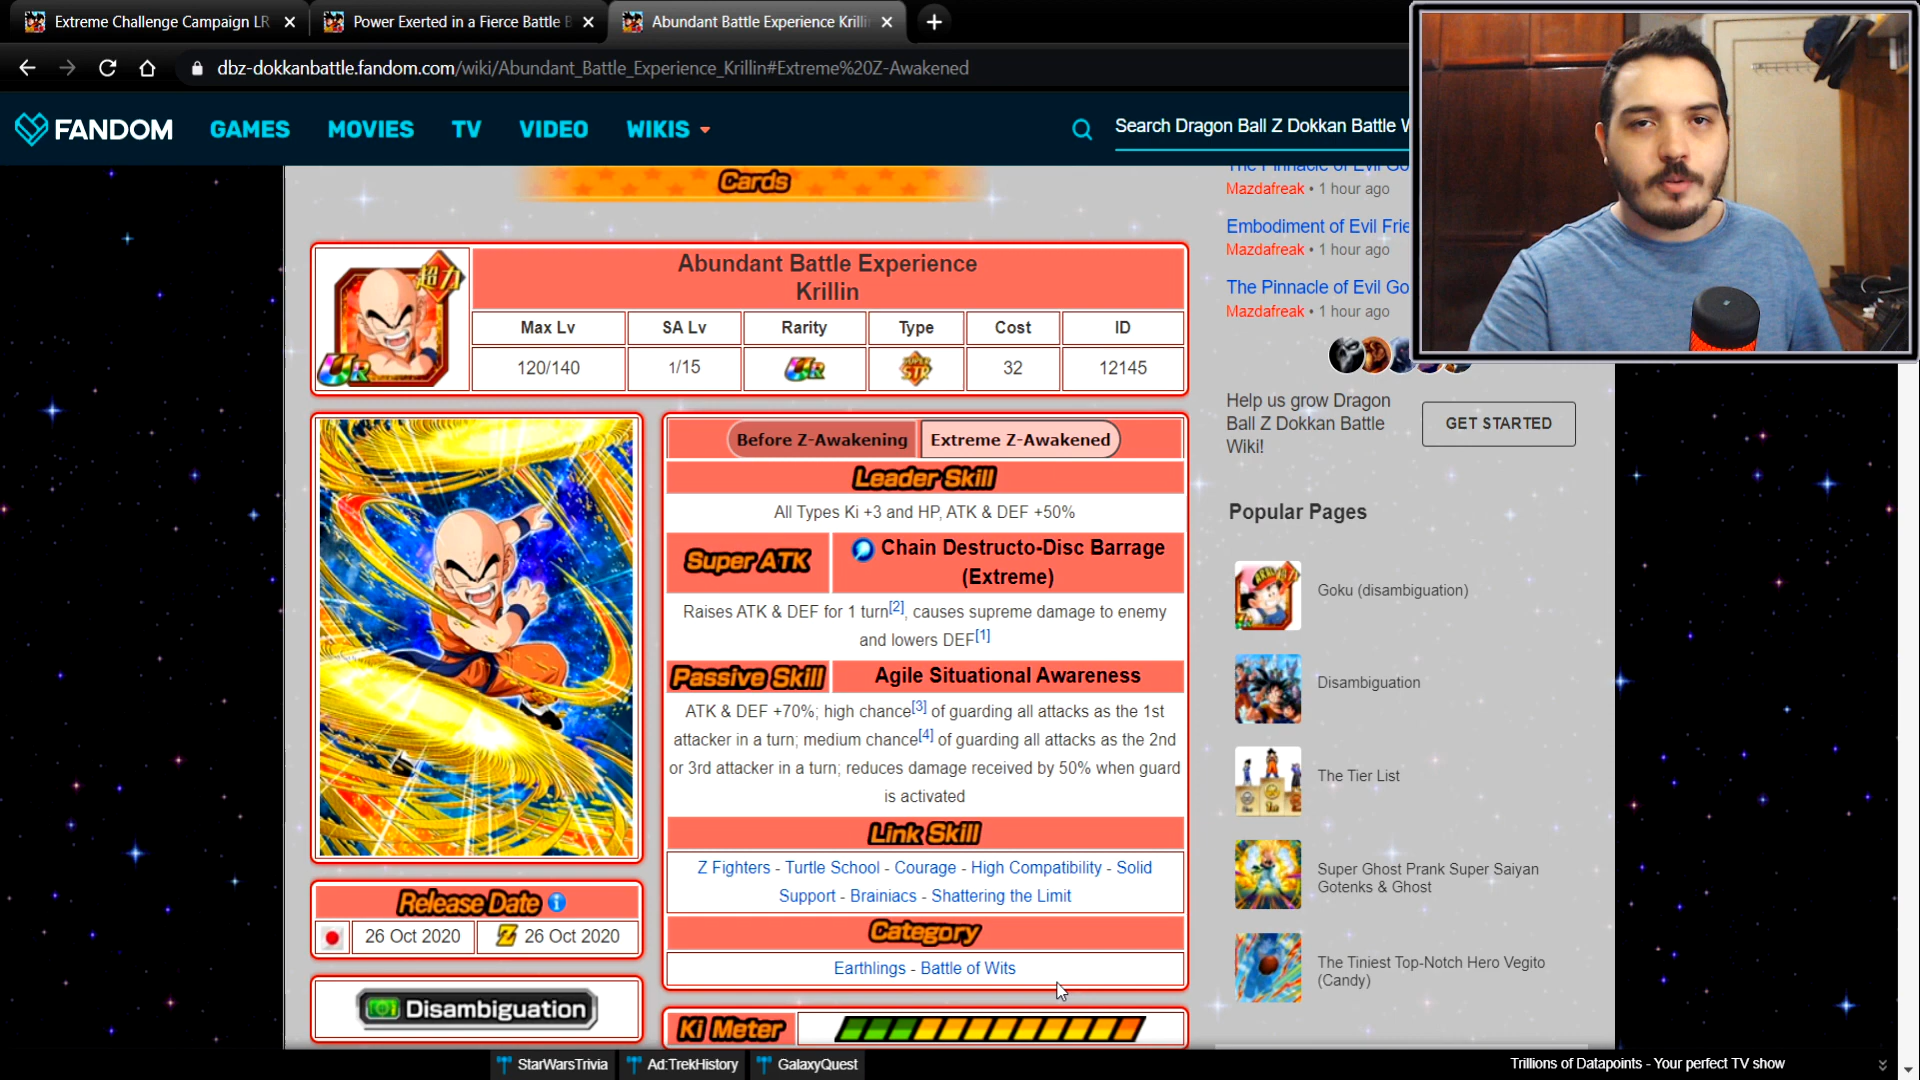 Extreme Challenge Campaign LR
Power Exerted in a Fierce Battle
Abundant Battle Experience Krillin
dbz-dokkanbattle.fandom.com/wiki/Abundant_Battle_Experience_Krillin#Extreme%20Z-Awakened
FANDOM
GAMES
MOVIES
TV
VIDEO
WIKIS
Search Dragon Ball Z Dokkan Battle W
Cards
The Pinnacle of Evil Go
Mazdafreak • 1 hour ago
Embodiment of Evil Frie
Mazdafreak • 1 hour ago
The Pinnacle of Evil Go
Mazdafreak • 1 hour ago
Help us grow Dragon
Ball Z Dokkan Battle
Wiki!
GET STARTED
超力
UR
Abundant Battle Experience
Krillin
Max Lv
SA Lv
Rarity
Type
Cost
ID
120/140
1/15
UR
SUPER STR
32
12145
Before Z-Awakening
Extreme Z-Awakened
Leader Skill
All Types Ki +3 and HP, ATK & DEF +50%
Super ATK
Chain Destructo-Disc Barrage
(Extreme)
Raises ATK & DEF for 1 turn[2], causes supreme damage to enemy
and lowers DEF[1]
Passive Skill
Agile Situational Awareness
ATK & DEF +70%; high chance[3] of guarding all attacks as the 1st
attacker in a turn; medium chance[4] of guarding all attacks as the 2nd
or 3rd attacker in a turn; reduces damage received by 50% when guard
is activated
Link Skill
Z Fighters - Turtle School - Courage - High Compatibility - Solid
Support - Brainiacs - Shattering the Limit
Category
Earthlings - Battle of Wits
Ki Meter
Release Date
26 Oct 2020
Z 26 Oct 2020
Disambiguation
Popular Pages
Goku (disambiguation)
Disambiguation
The Tier List
Super Ghost Prank Super Saiyan
Gotenks & Ghost
The Tiniest Top-Notch Hero Vegito
(Candy)
StarWarsTrivia
Ad:TrekHistory
GalaxyQuest
Trillions of Datapoints - Your perfect TV show